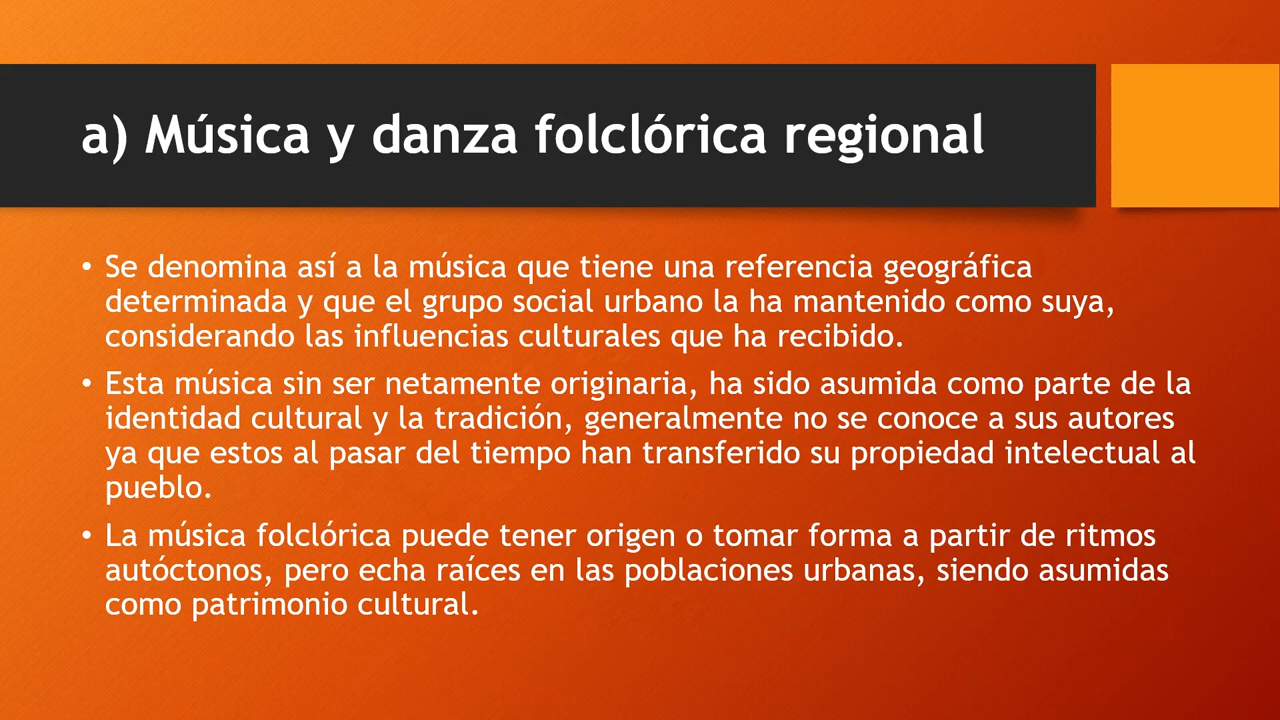 a) Música y danza folclórica regional
• Se denomina así a la música que tiene una referencia geográfica
determinada y que el grupo social urbano la ha mantenido como suya,
considerando las influencias culturales que ha recibido.
• Esta música sin ser netamente originaria, ha sido asumida como parte de la
identidad cultural y la tradición, generalmente no se conoce a sus autores
ya que estos al pasar del tiempo han transferido su propiedad intelectual al
pueblo.
• La música folclórica puede tener origen o tomar forma a partir de ritmos
autóctonos, pero echa raíces en las poblaciones urbanas, siendo asumidas
como patrimonio cultural.